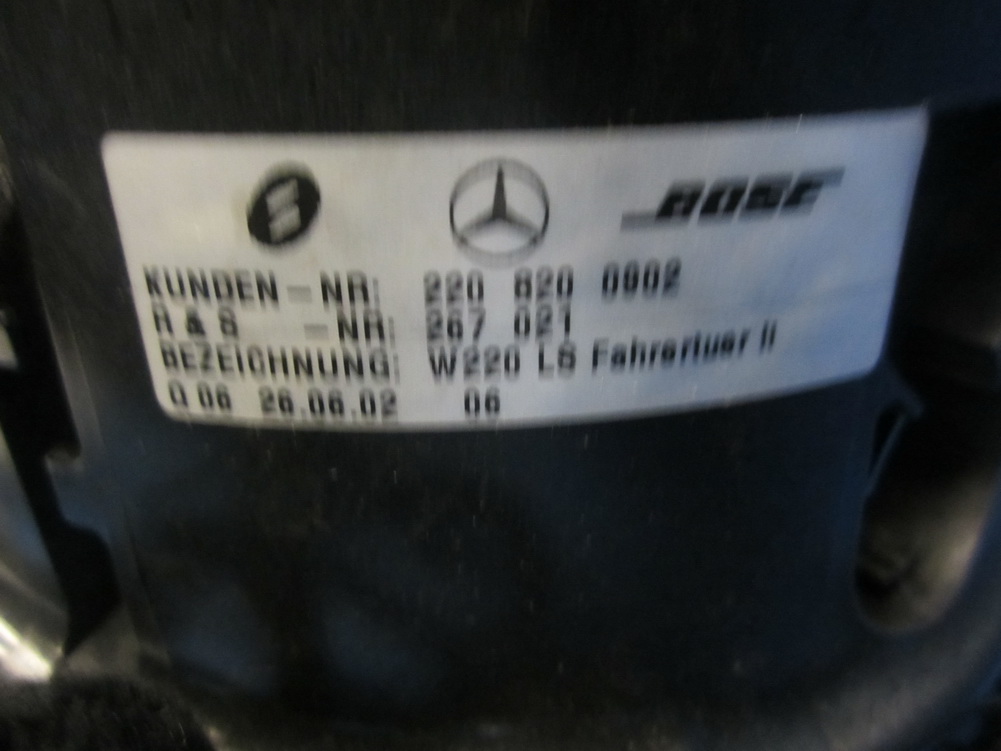 BOSE
KUNDEN-NR: 220 820 0902
R & S -NR: 267 021
BEZEICHNUNG: W220 LS Fahrertuer II
Q 06 26.06.02 06